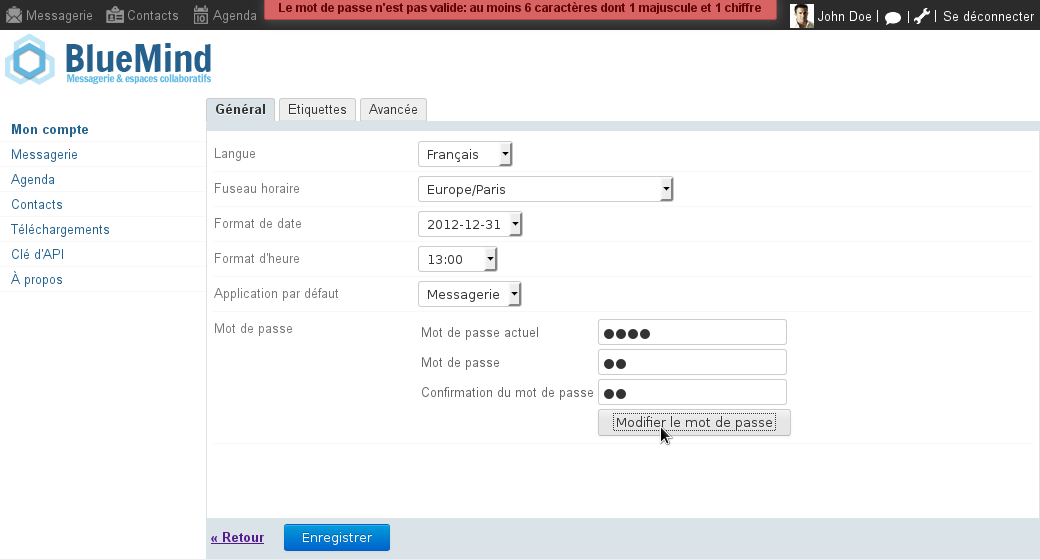 Messagerie Contacts Agenda
Le mot de passe n'est pas valide: au moins 6 caractères dont 1 majuscule et 1 chiffre
John Doe | | | Se déconnecter
BlueMind
Messagerie & espaces collaboratifs
Général Etiquettes Avancée
Mon compte
Messagerie
Agenda
Contacts
Téléchargements
Clé d'API
À propos
Langue Français
Fuseau horaire Europe/Paris
Format de date 2012-12-31
Format d'heure 13:00
Application par défaut Messagerie
Mot de passe
Mot de passe actuel ●●●●
Mot de passe ●●
Confirmation du mot de passe ●●
Modifier le mot de passe
« Retour Enregistrer